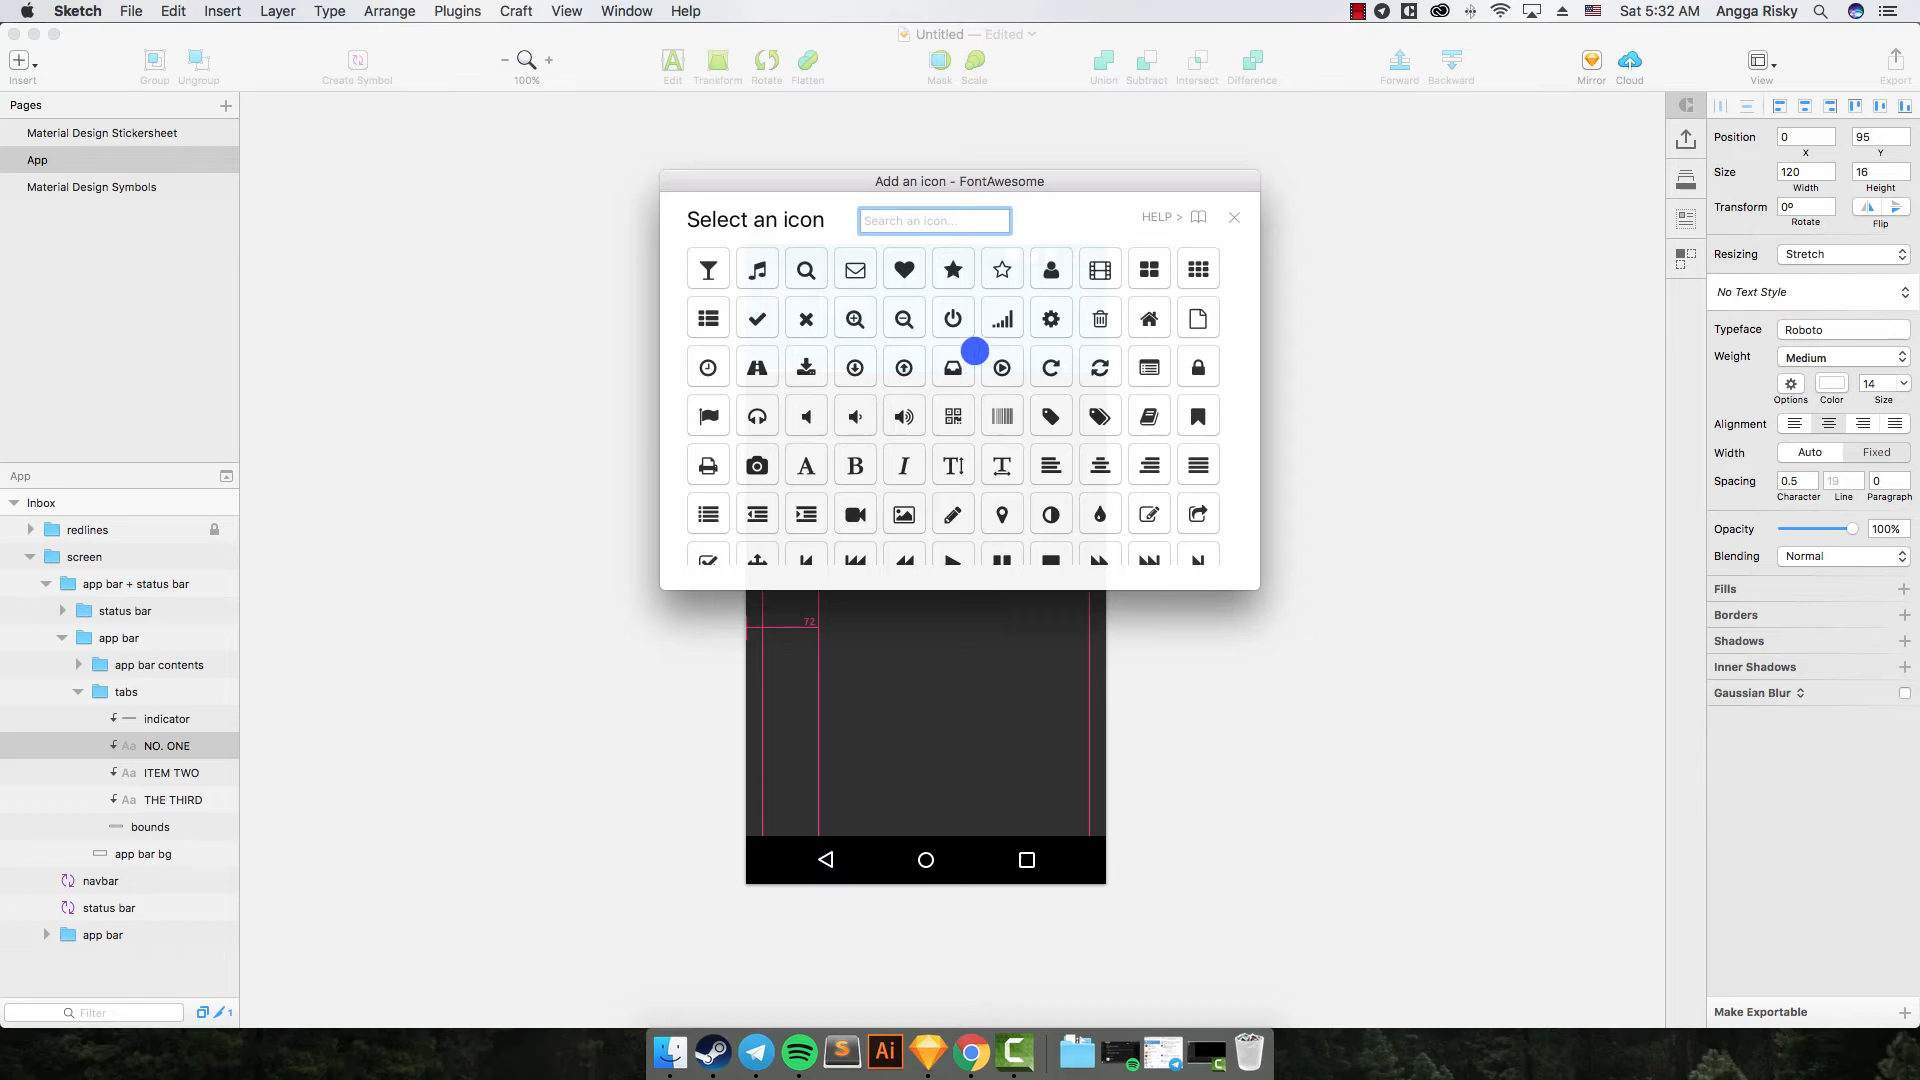 Sketch File Edit Insert Layer Type Arrange Plugins Craft View Window Help
Sat 5:32 AM Angga Risky
Untitled — Edited
Insert Group Ungroup Create Symbol 100% Edit Transform Rotate Flatten Mask Scale Union Subtract Intersect Difference Forward Backward Mirror Cloud View Export
Pages
Material Design Stickersheet
App
Material Design Symbols
App
Inbox
redlines
screen
app bar + status bar
status bar
app bar
app bar contents
tabs
indicator
Aa NO. ONE
Aa ITEM TWO
Aa THE THIRD
bounds
app bar bg
navbar
status bar
app bar
Filter
1
Add an icon - FontAwesome
Select an icon
Search an icon...
HELP >
72
Position 0 95
X Y
Size 120 16
Width Height
Transform 0º
Rotate Flip
Resizing Stretch
No Text Style
Typeface Roboto
Weight Medium
14
Options Color Size
Alignment
Width Auto Fixed
Spacing 0.5 19 0
Character Line Paragraph
Opacity 100%
Blending Normal
Fills
Borders
Shadows
Inner Shadows
Gaussian Blur
Make Exportable
S
Ai